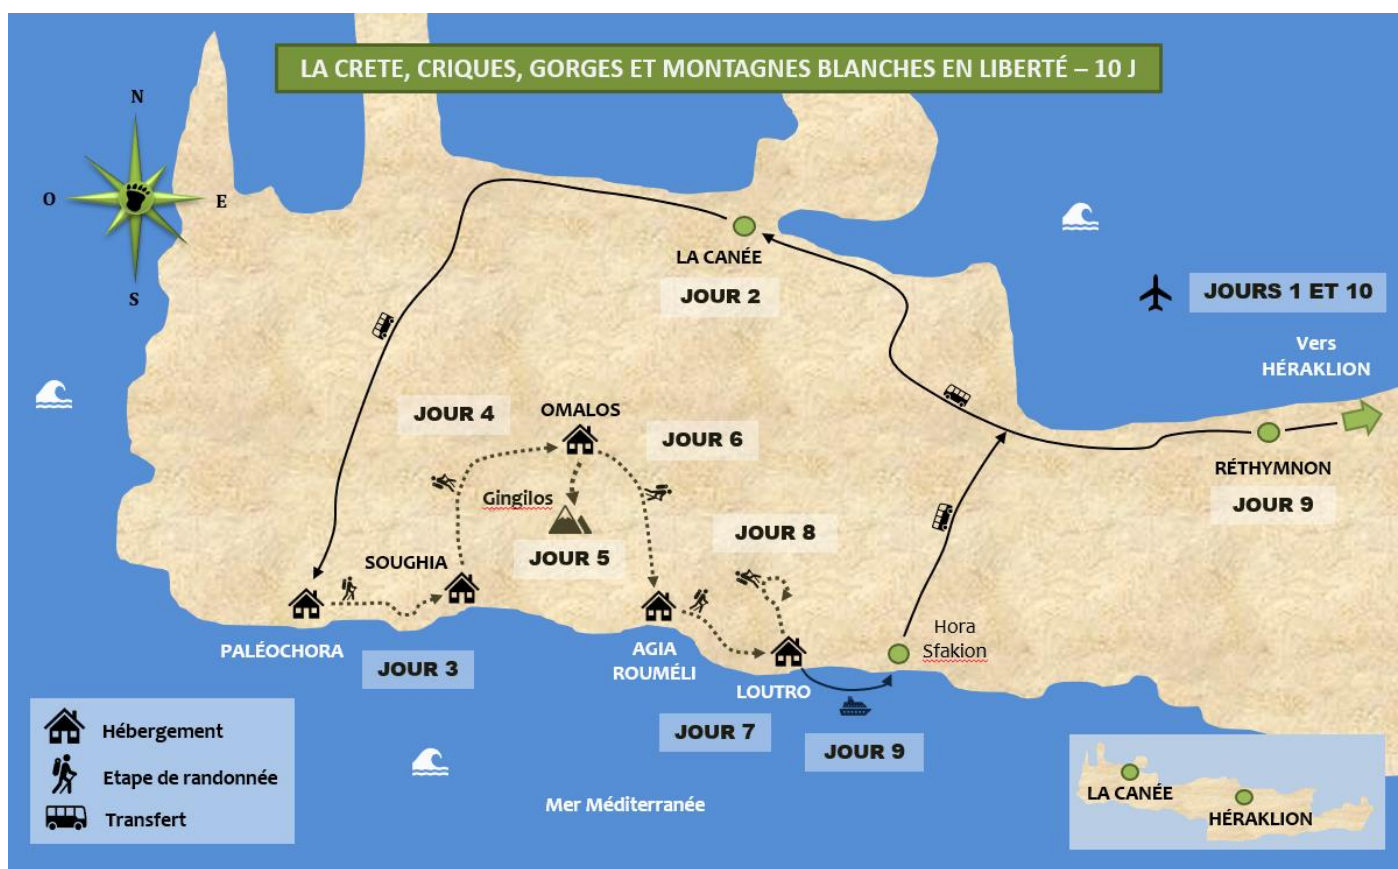 LA CRETE, CRIQUES, GORGES ET MONTAGNES BLANCHES EN LIBERTÉ – 10 J
N
O
E
S
LA CANÉE
JOUR 2
JOURS 1 ET 10
Vers
HÉRAKLION
JOUR 4
OMALOS
JOUR 6
RÉTHYMNON
JOUR 9
Gingilos
JOUR 5
JOUR 8
SOUGHIA
PALÉOCHORA
JOUR 3
AGIA
ROUMÉLI
LOUTRO
Hora
Sfakion
JOUR 7
JOUR 9
Hébergement
Etape de randonnée
Transfert
Mer Méditerranée
LA CANÉE
HÉRAKLION